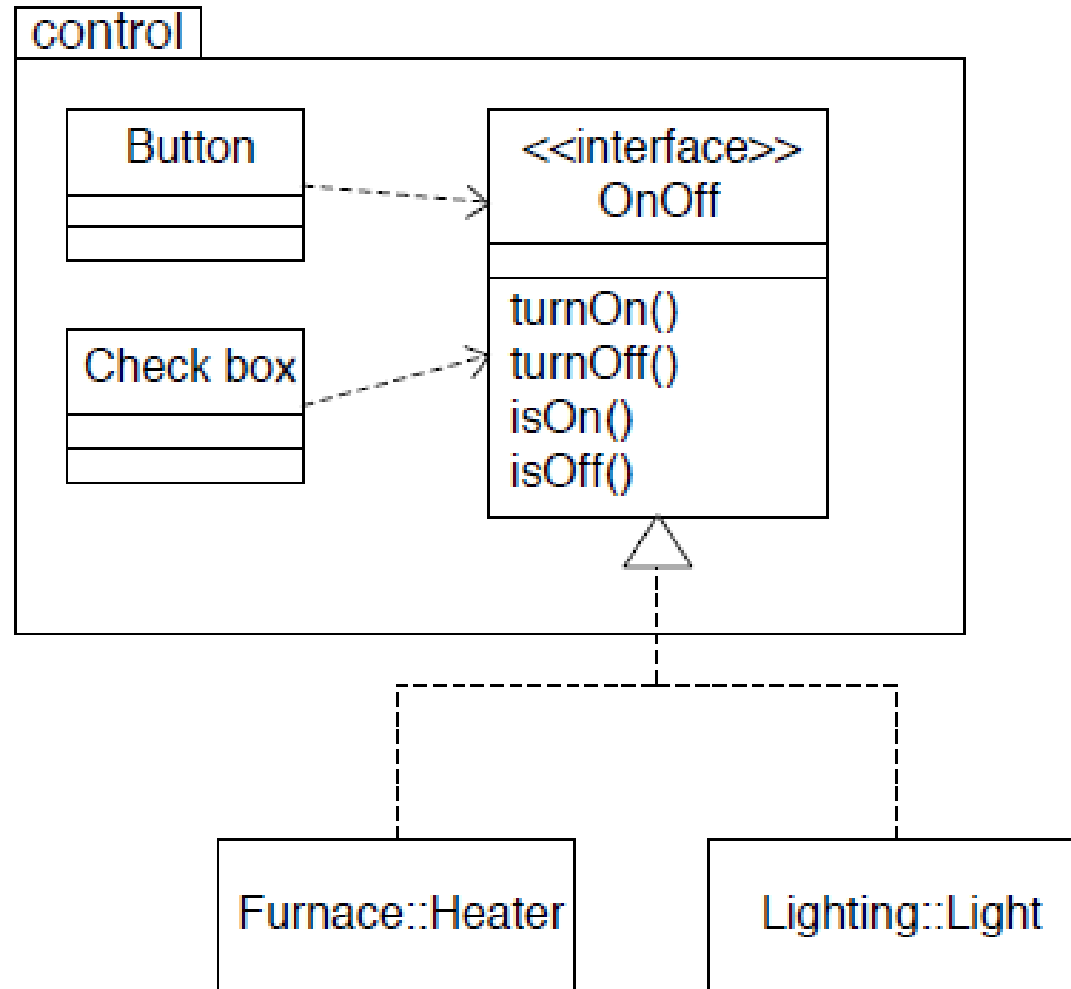 control
Button
<<interface>>
OnOff
turnOn()
turnOff()
isOn()
isOff()
Check box
Furnace::Heater
Lighting::Light